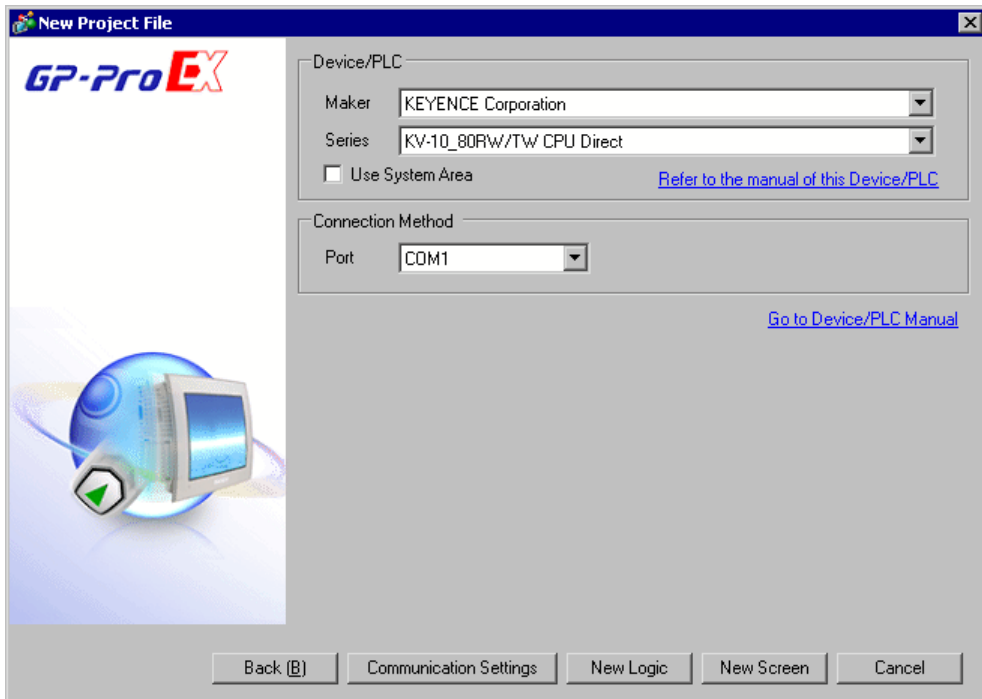 New Project File
GP-Pro EX
Device/PLC
Maker KEYENCE Corporation
Series KV-10_80RW/TW CPU Direct
Use System Area Refer to the manual of this Device/PLC
Connection Method
Port COM1
Go to Device/PLC Manual
Back (B) Communication Settings New Logic New Screen Cancel